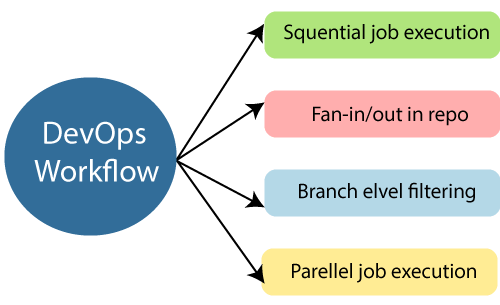 DevOps
Workflow
Squential job execution
Fan-in/out in repo
Branch elvel filtering
Parellel job execution